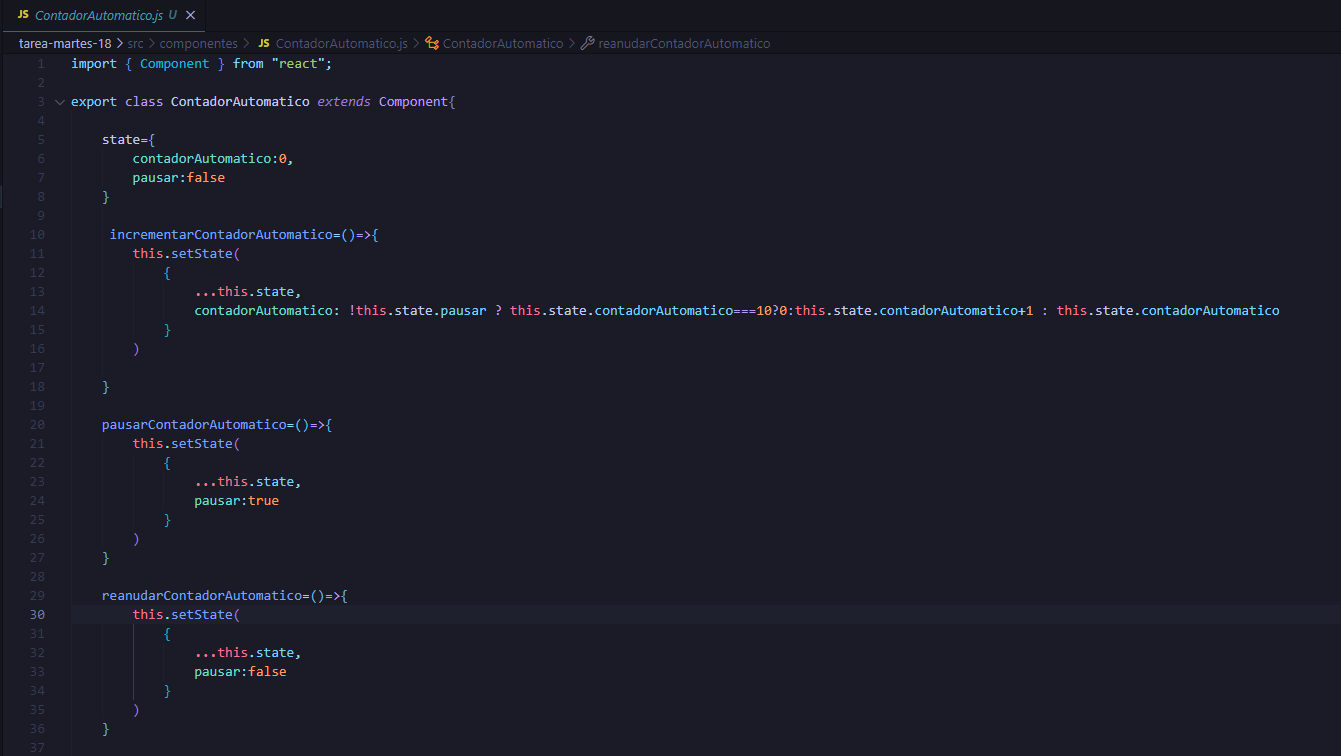 JS ContadorAutomatico.js U ×
tarea-martes-18 > src > componentes > JS ContadorAutomatico.js > ContadorAutomatico > reanudarContadorAutomatico
1 import { Component } from "react";
2
3 export class ContadorAutomatico extends Component{
4
5 state={
6 contadorAutomatico:0,
7 pausar:false
8 }
9
10 incrementarContadorAutomatico=()=>{
11 this.setState(
12 {
13 ...this.state,
14 contadorAutomatico: !this.state.pausar ? this.state.contadorAutomatico===10?0:this.state.contadorAutomatico+1 : this.state.contadorAutomatico
15 }
16 )
17
18 }
19
20 pausarContadorAutomatico=()=>{
21 this.setState(
22 {
23 ...this.state,
24 pausar:true
25 }
26 )
27 }
28
29 reanudarContadorAutomatico=()=>{
30 this.setState(
31 {
32 ...this.state,
33 pausar:false
34 }
35 )
36 }
37